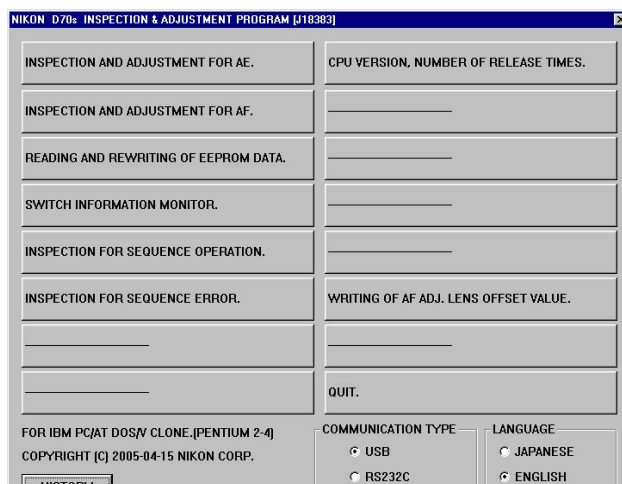 NIKON D70s INSPECTION & ADJUSTMENT PROGRAM [J18383]
INSPECTION AND ADJUSTMENT FOR AE.
CPU VERSION, NUMBER OF RELEASE TIMES.
INSPECTION AND ADJUSTMENT FOR AF.
READING AND REWRITING OF EEPROM DATA.
SWITCH INFORMATION MONITOR.
INSPECTION FOR SEQUENCE OPERATION.
INSPECTION FOR SEQUENCE ERROR.
WRITING OF AF ADJ. LENS OFFSET VALUE.
QUIT.
FOR IBM PC/AT DOS/V CLONE.(PENTIUM 2-4)
COPYRIGHT (C) 2005-04-15 NIKON CORP.
COMMUNICATION TYPE
USB
RS232C
LANGUAGE
JAPANESE
ENGLISH